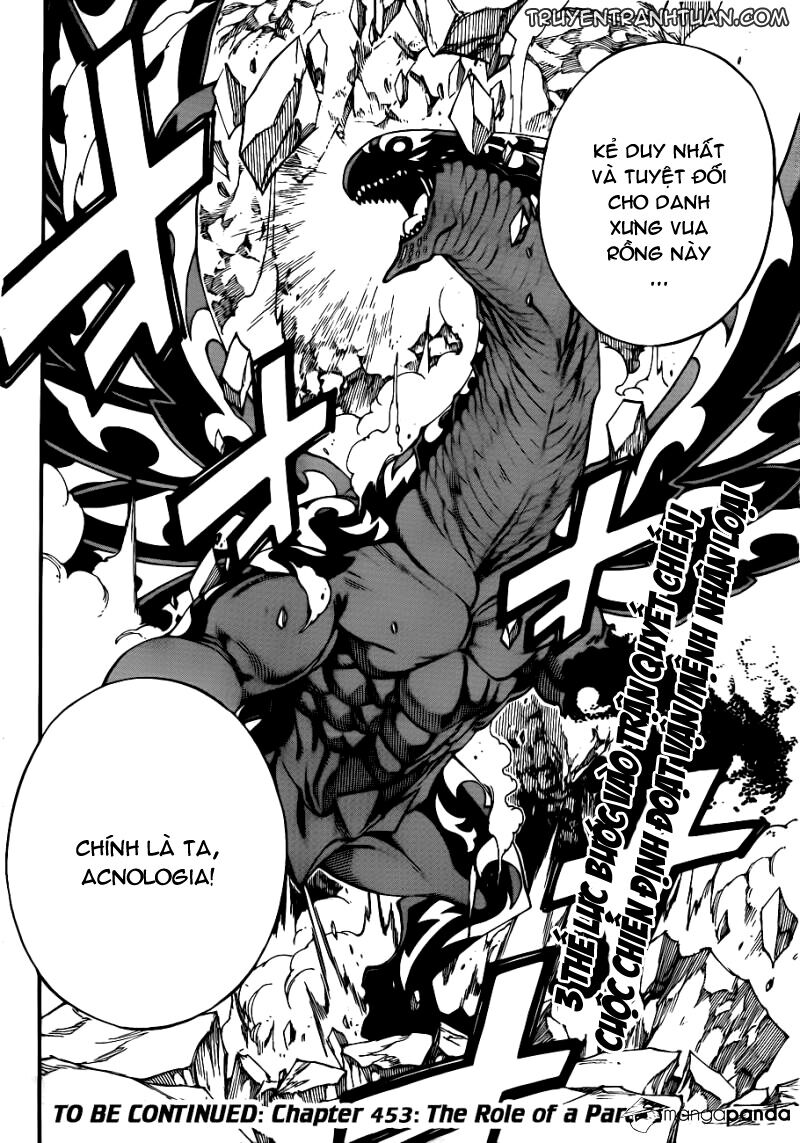 TRUYENTRANHTUAN.COM
KẺ DUY NHẤT
VÀ TUYỆT ĐỐI
CHO DANH
XƯNG VUA
RỒNG NÀY
...
3 THẾ LỰC BƯỚC VÀO TRẬN QUYẾT CHIẾN!
CUỘC CHIẾN ĐỊNH ĐOẠT VẬN MỆNH NHÂN LOẠI
CHÍNH LÀ TA,
ACNOLOGIA!
TO BE CONTINUED: Chapter 453: The Role of a Par
mangapanda